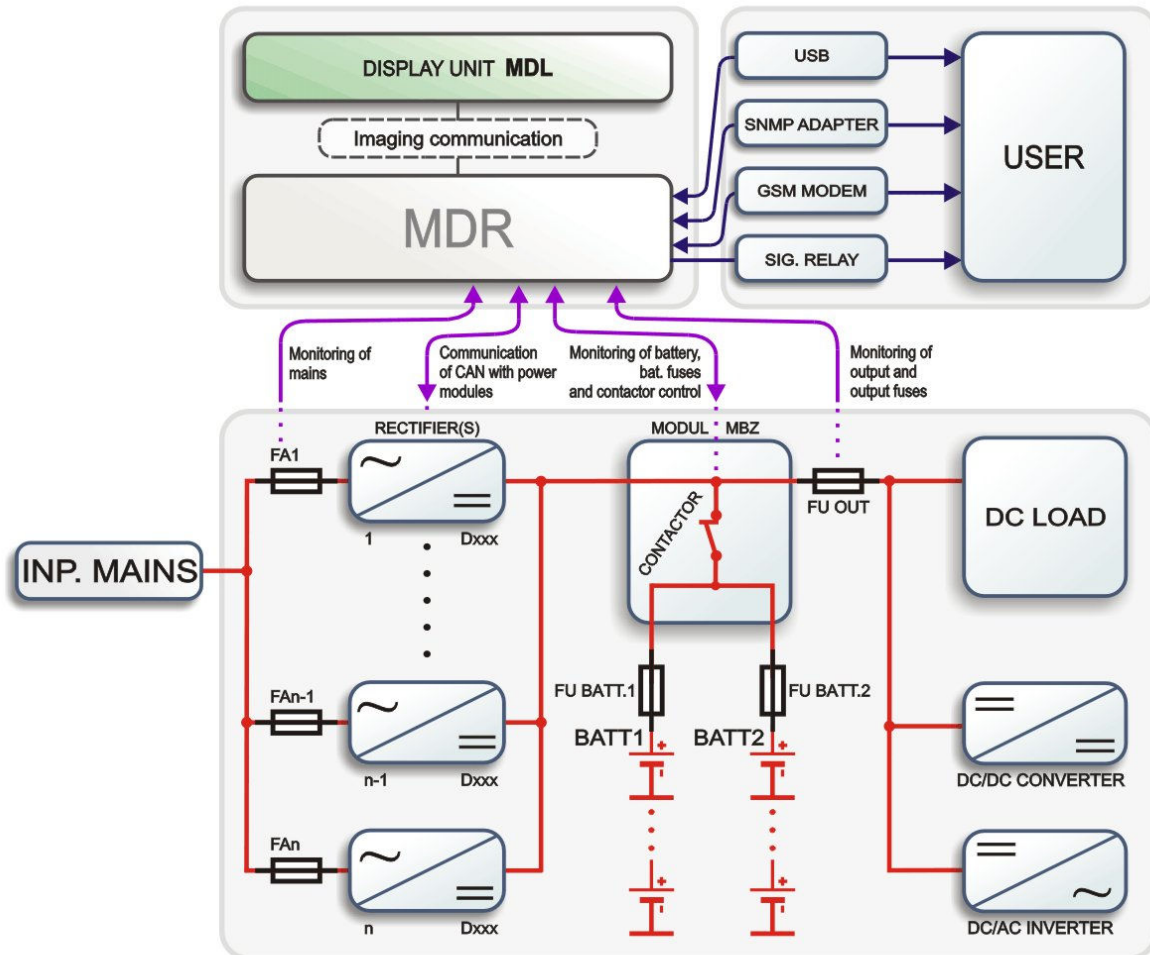 DISPLAY UNIT MDL
Imaging communication
MDR
USB
SNMP ADAPTER
GSM MODEM
SIG. RELAY
USER
Monitoring of
mains
Communication
of CAN with power
modules
Monitoring of battery,
bat. fuses
and contactor control
Monitoring of
output and
output fuses
RECTIFIER(S)
MODUL MBZ
FA1
1 Dxxx
CONTACTOR
FU OUT
DC LOAD
INP. MAINS
FAn-1
n-1 Dxxx
FU BATT.1
FU BATT.2
BATT1
BATT2
DC/DC CONVERTER
FAn
n Dxxx
DC/AC INVERTER